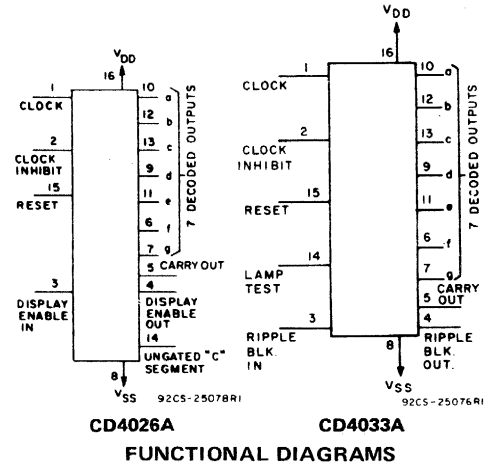 VDD
16
1
CLOCK
2
CLOCK
INHIBIT
15
RESET
3
DISPLAY
ENABLE
IN
10
a
12
b
13
c
9
d
11
e
6
f
7
g
7 DECODED OUTPUTS
5
CARRY OUT
4
DISPLAY
ENABLE
OUT
14
UNGATED "C"
SEGMENT
8
VSS
92CS-25078RI
CD4026A
VDD
16
1
CLOCK
2
CLOCK
INHIBIT
15
RESET
14
LAMP
TEST
3
RIPPLE
BLK.
IN
10
a
12
b
13
c
9
d
11
e
6
f
7
g
7 DECODED OUTPUTS
CARRY
5 OUT
4
RIPPLE
BLK.
OUT.
8
VSS
92CS-25076RI
CD4033A
FUNCTIONAL DIAGRAMS